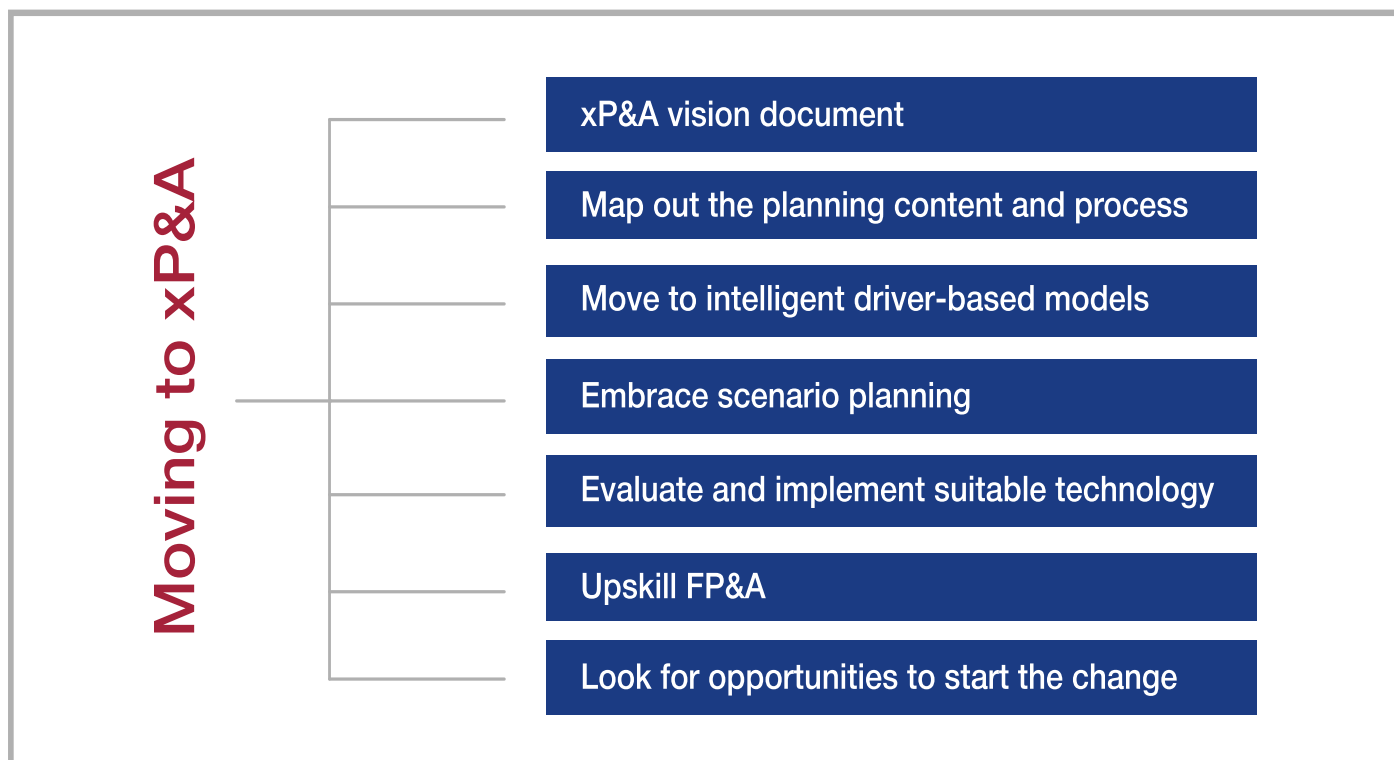 Moving to xP&A
xP&A vision document
Map out the planning content and process
Move to intelligent driver-based models
Embrace scenario planning
Evaluate and implement suitable technology
Upskill FP&A
Look for opportunities to start the change